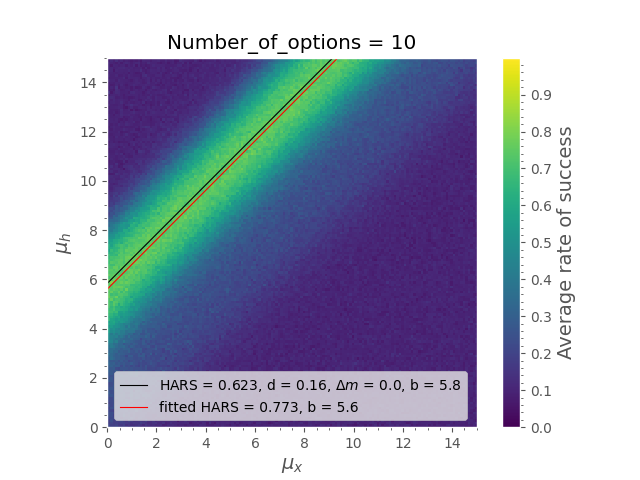 Number_of_options = 10
μh
14
12
10
8
6
4
2
0
HARS = 0.623, d = 0.16, Δm = 0.0, b = 5.8
fitted HARS = 0.773, b = 5.6
0 2 4 6 8 10 12 14
μx
0.9
0.8
0.7
0.6
0.5
0.4
0.3
0.2
0.1
0.0
Average rate of success